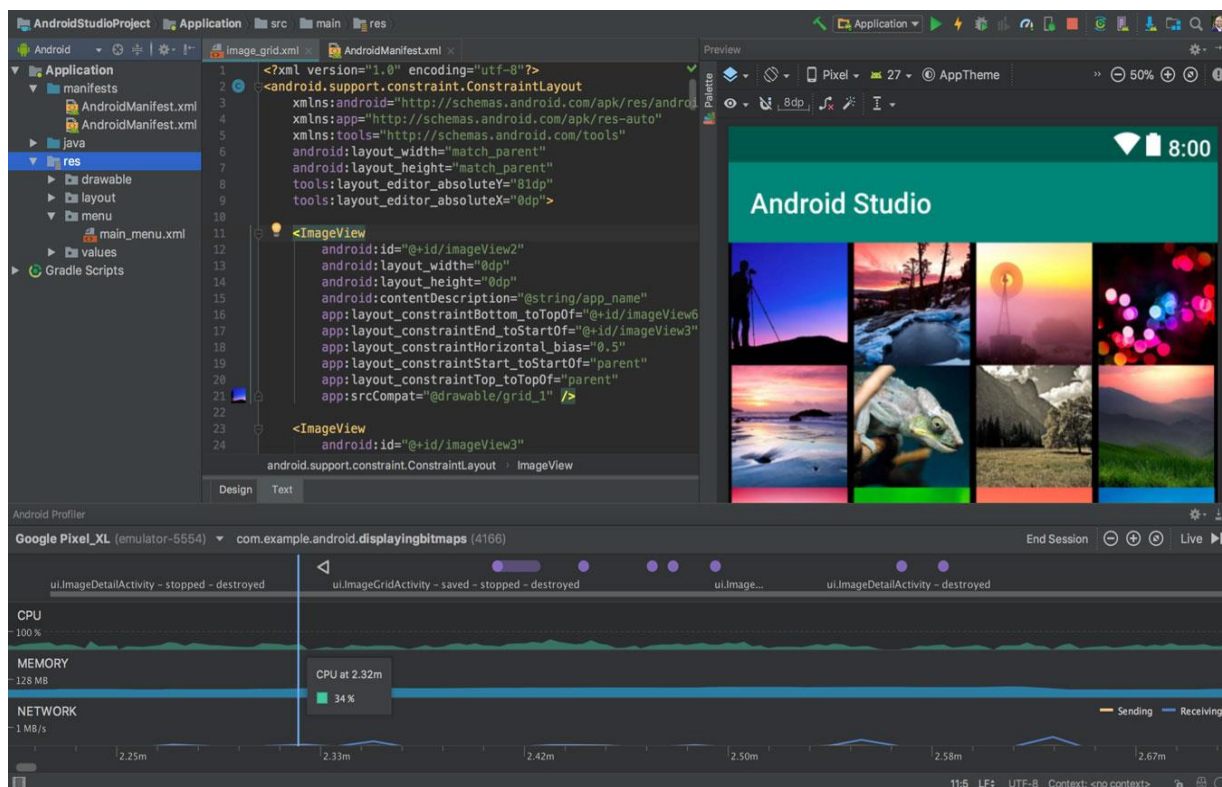 AndroidStudioProject Application src main res
Application
Android
image_grid.xml
AndroidManifest.xml
Preview
Application
manifests
AndroidManifest.xml
AndroidManifest.xml
java
res
drawable
layout
menu
main_menu.xml
values
Gradle Scripts
1 <?xml version="1.0" encoding="utf-8"?>
2 <android.support.constraint.ConstraintLayout
3 xmlns:android="http://schemas.android.com/apk/res/androi
4 xmlns:app="http://schemas.android.com/apk/res-auto"
5 xmlns:tools="http://schemas.android.com/tools"
6 android:layout_width="match_parent"
7 android:layout_height="match_parent"
8 tools:layout_editor_absoluteY="81dp"
9 tools:layout_editor_absoluteX="0dp">
10
11 <ImageView
12 android:id="@+id/imageView2"
13 android:layout_width="0dp"
14 android:layout_height="0dp"
15 android:contentDescription="@string/app_name"
16 app:layout_constraintBottom_toTopOf="@+id/imageView6
17 app:layout_constraintEnd_toStartOf="@+id/imageView3"
18 app:layout_constraintHorizontal_bias="0.5"
19 app:layout_constraintStart_toStartOf="parent"
20 app:layout_constraintTop_toTopOf="parent"
21 app:srcCompat="@drawable/grid_1" />
22
23 <ImageView
24 android:id="@+id/imageView3"
android.support.constraint.ConstraintLayout ImageView
Design Text
Palette
Pixel 27 AppTheme 50%
8dp
8:00
Android Studio
Android Profiler
Google Pixel_XL (emulator-5554) com.example.android.displayingbitmaps (4166) End Session Live
ui.ImageDetailActivity – stopped – destroyed ui.ImageGridActivity – saved – stopped – destroyed ui.Image... ui.ImageDetailActivity – destroyed
CPU
100 %
MEMORY
128 MB
CPU at 2.32m
34 %
NETWORK
Sending Receiving
1 MB/s
2.25m 2.33m 2.42m 2.50m 2.58m 2.67m
11:5 LF UTF-8 Context: <no context>